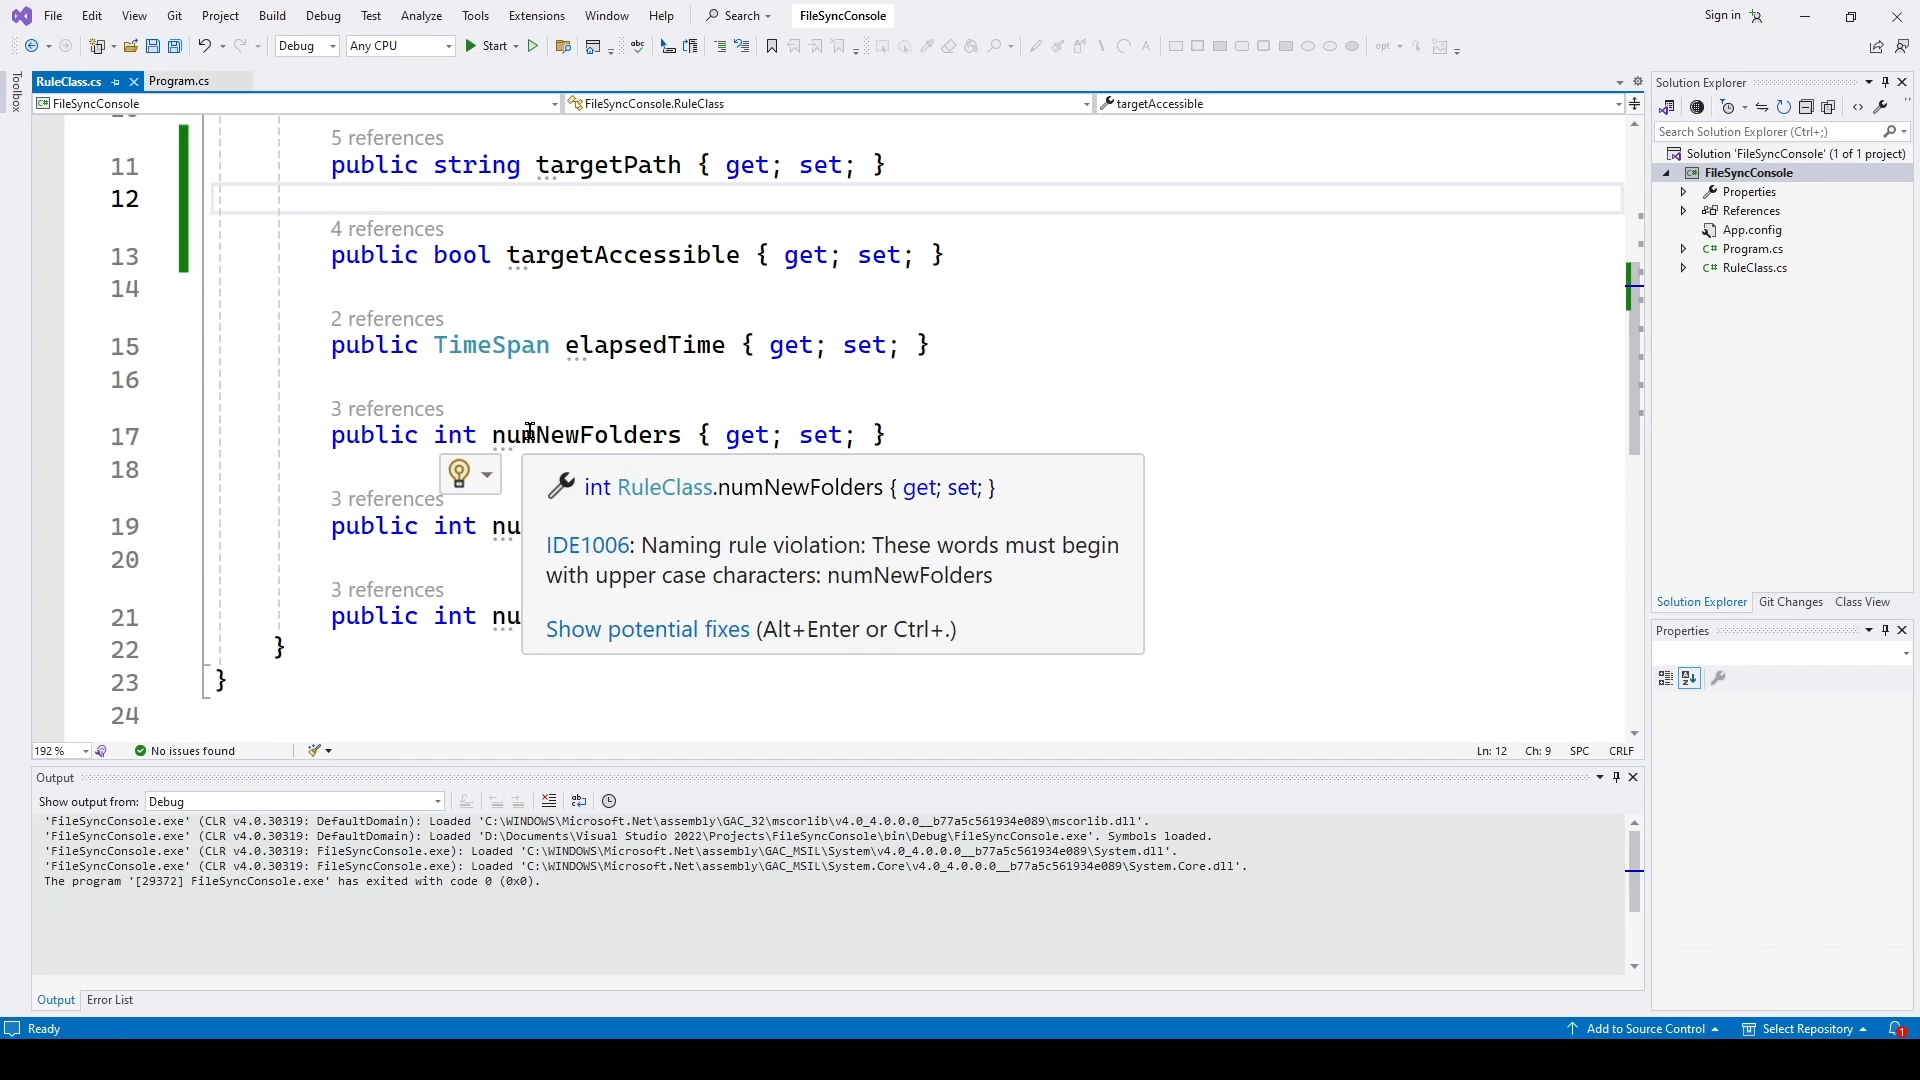 File Edit View Git Project Build Debug Test Analyze Tools Extensions Window Help Search FileSyncConsole Sign in
Debug Any CPU Start opt
Toolbox
RuleClass.cs Program.cs
FileSyncConsole FileSyncConsole.RuleClass targetAccessible
5 references
11 public string targetPath { get; set; }
12
4 references
13 public bool targetAccessible { get; set; }
14
2 references
15 public TimeSpan elapsedTime { get; set; }
16
3 references
17 public int numNewFolders { get; set; }
18
int RuleClass.numNewFolders { get; set; }
IDE1006: Naming rule violation: These words must begin
with upper case characters: numNewFolders
Show potential fixes (Alt+Enter or Ctrl+.)
3 references
19 public int nu
20
3 references
21 public int nu
22 }
23 }
24
192 % No issues found Ln: 12 Ch: 9 SPC CRLF
Output
Show output from: Debug
'FileSyncConsole.exe' (CLR v4.0.30319: DefaultDomain): Loaded 'C:\WINDOWS\Microsoft.Net\assembly\GAC_32\mscorlib\v4.0_4.0.0.0__b77a5c561934e089\mscorlib.dll'.
'FileSyncConsole.exe' (CLR v4.0.30319: DefaultDomain): Loaded 'D:\Documents\Visual Studio 2022\Projects\FileSyncConsole\bin\Debug\FileSyncConsole.exe'. Symbols loaded.
'FileSyncConsole.exe' (CLR v4.0.30319: FileSyncConsole.exe): Loaded 'C:\WINDOWS\Microsoft.Net\assembly\GAC_MSIL\System\v4.0_4.0.0.0__b77a5c561934e089\System.dll'.
'FileSyncConsole.exe' (CLR v4.0.30319: FileSyncConsole.exe): Loaded 'C:\WINDOWS\Microsoft.Net\assembly\GAC_MSIL\System.Core\v4.0_4.0.0.0__b77a5c561934e089\System.Core.dll'.
The program '[29372] FileSyncConsole.exe' has exited with code 0 (0x0).
Output Error List
Solution Explorer
Search Solution Explorer (Ctrl+;)
Solution 'FileSyncConsole' (1 of 1 project)
FileSyncConsole
Properties
References
App.config
C# Program.cs
C# RuleClass.cs
Solution Explorer Git Changes Class View
Properties
Ready Add to Source Control Select Repository 1